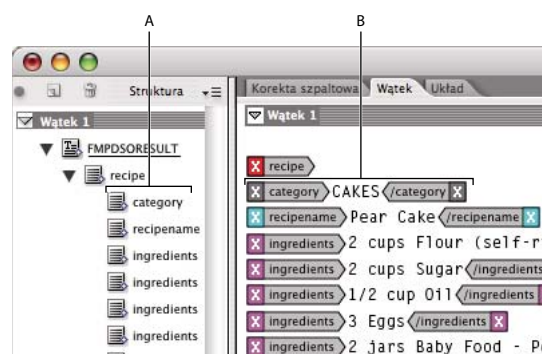 A B
Struktura
Korekta szpaltowa Wątek Układ
Wątek 1
FMPDSORESULT
recipe
category
recipename
ingredients
ingredients
ingredients
ingredients
Wątek 1
recipe
category CAKES /category
recipename Pear Cake /recipename
ingredients 2 cups Flour (self-r
ingredients 2 cups Sugar /ingredients
ingredients 1/2 cup Oil /ingredients
ingredients 3 Eggs /ingredients
ingredients 2 jars Baby Food - P